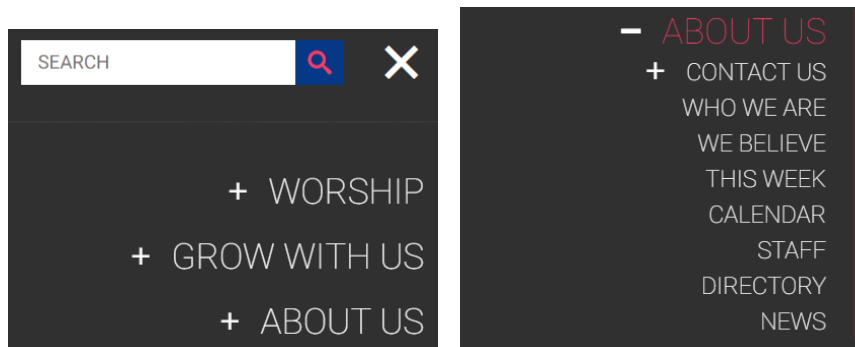 SEARCH
+ WORSHIP
+ GROW WITH US
+ ABOUT US
- ABOUT US
+ CONTACT US
WHO WE ARE
WE BELIEVE
THIS WEEK
CALENDAR
STAFF
DIRECTORY
NEWS